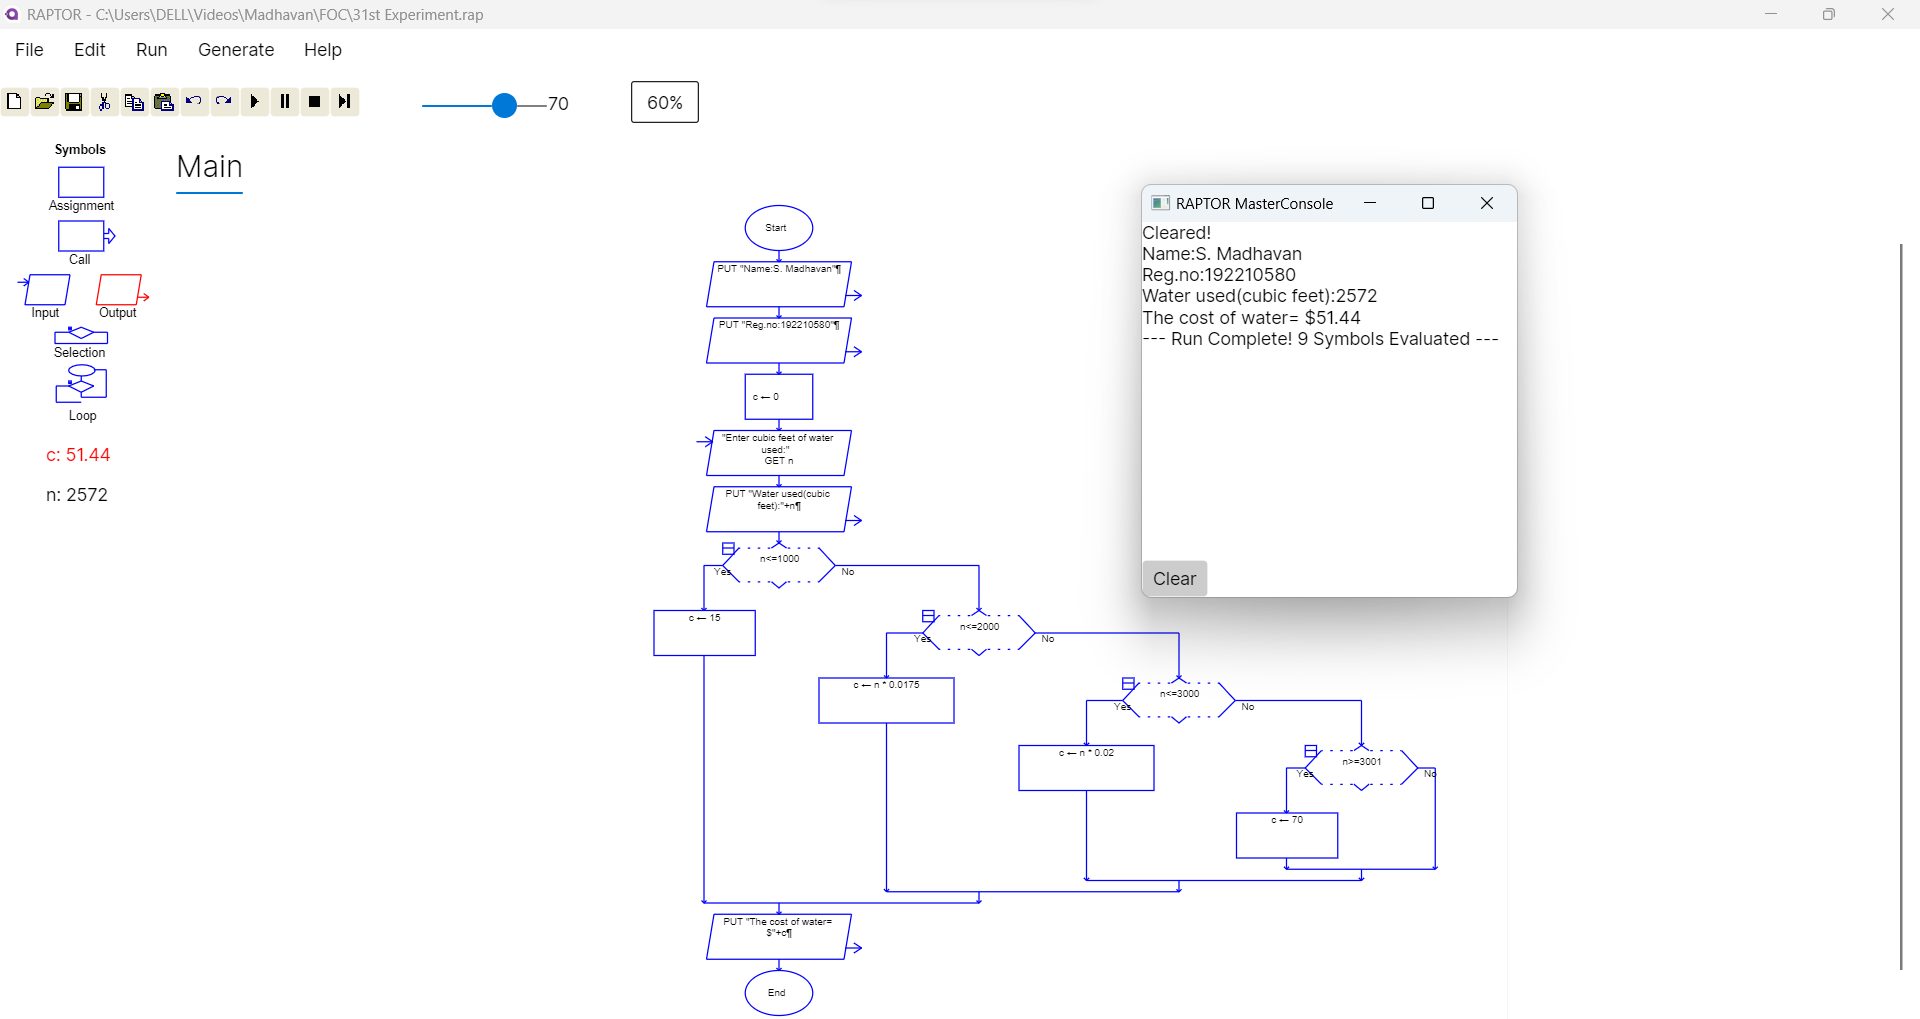 RAPTOR - C:\Users\DELL\Videos\Madhavan\FOC\31st Experiment.rap
File Edit Run Generate Help
70
60%
Symbols
Assignment
Call
Input Output
Selection
Loop
c: 51.44
n: 2572
Main
Start
PUT "Name:S. Madhavan"¶
PUT "Reg.no:192210580"¶
c ← 0
"Enter cubic feet of water
used:"
GET n
PUT "Water used(cubic
feet):"+n¶
n<=1000
Yes No
c ← 15
n<=2000
Yes No
c ← n * 0.0175
n<=3000
Yes No
c ← n * 0.02
n>=3001
Yes No
c ← 70
PUT "The cost of water=
$"+c¶
End
RAPTOR MasterConsole
Cleared!
Name:S. Madhavan
Reg.no:192210580
Water used(cubic feet):2572
The cost of water= $51.44
--- Run Complete! 9 Symbols Evaluated ---
Clear